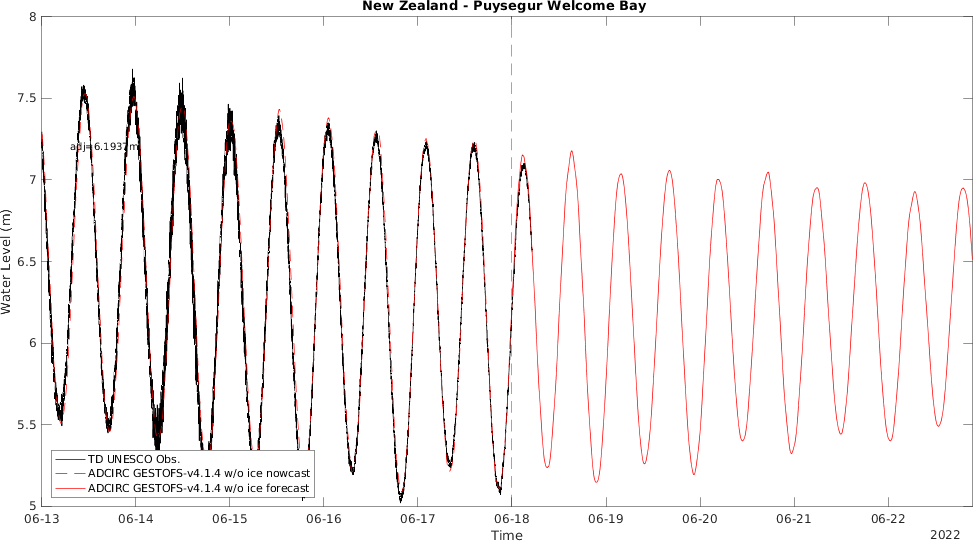 New Zealand - Puysegur Welcome Bay
8
7.5
7
6.5
6
5.5
5
Water Level (m)
adj=6.1937m
TD UNESCO Obs.
ADCIRC GESTOFS-v4.1.4 w/o ice nowcast
ADCIRC GESTOFS-v4.1.4 w/o ice forecast
06-13 06-14 06-15 06-16 06-17 06-18 06-19 06-20 06-21 06-22
Time
2022